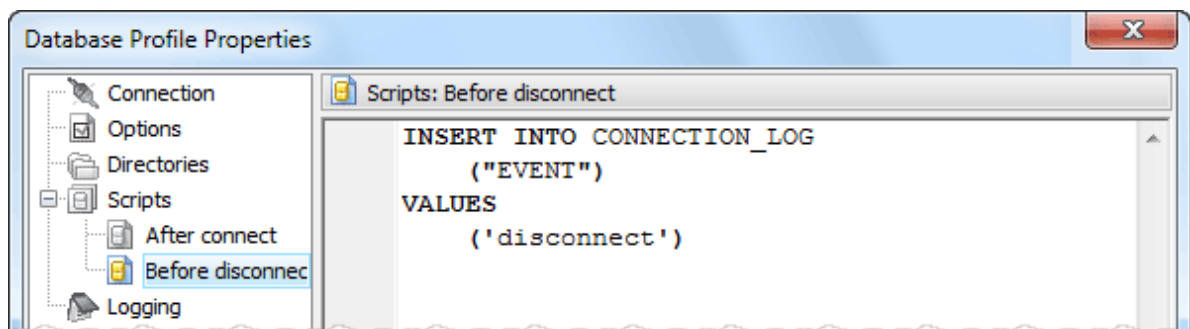 Database Profile Properties
Connection
Options
Directories
Scripts
After connect
Before disconnec
Logging
Scripts: Before disconnect
INSERT INTO CONNECTION_LOG
("EVENT")
VALUES
('disconnect')